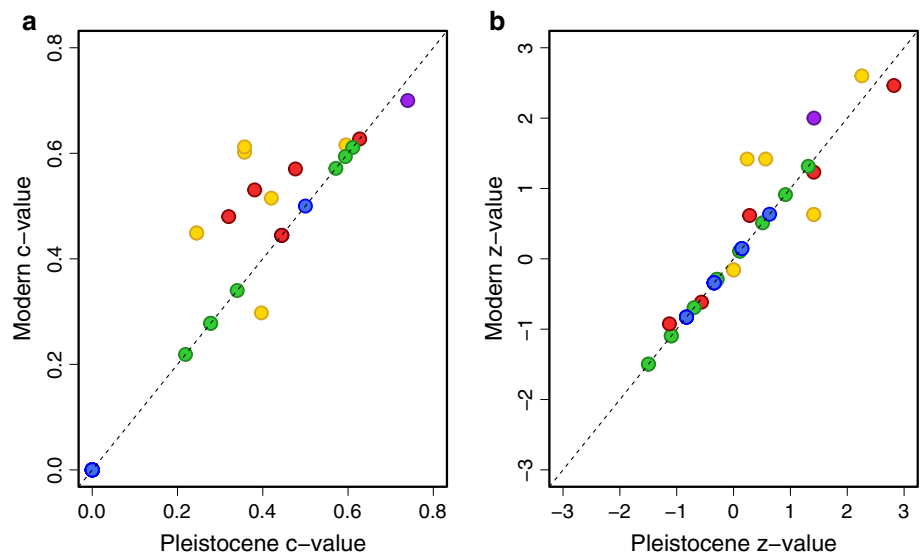 a
Modern c−value
0.8
0.6
0.4
0.2
0.0
0.0 0.2 0.4 0.6 0.8
Pleistocene c−value
b
Modern z−value
3
2
1
0
−1
−2
−3
−3 −2 −1 0 1 2 3
Pleistocene z−value